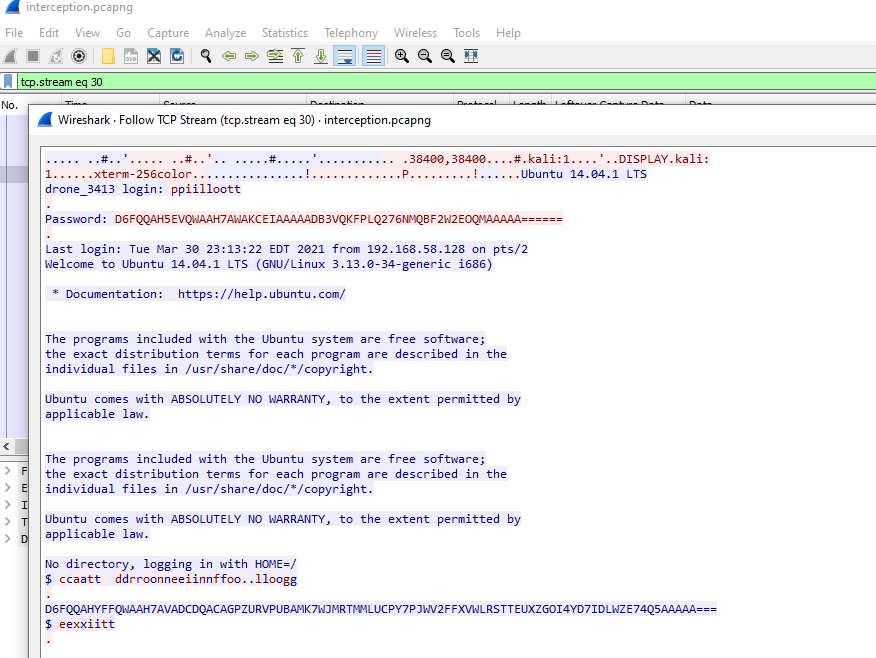 interception.pcapng
File Edit View Go Capture Analyze Statistics Telephony Wireless Tools Help
tcp.stream eq 30
No. Time Source Destination Protocol Length Leftover Capture Data Data
Wireshark · Follow TCP Stream (tcp.stream eq 30) · interception.pcapng
..... ..#..'..... ..#..'.. .....#.....'........... .38400,38400....#.kali:1....'..DISPLAY.kali:
1......xterm-256color...............!............P.........!......Ubuntu 14.04.1 LTS
drone_3413 login: ppiilloott
.
Password: D6FQQAH5EVQWAAH7AWAKCEIAAAAADB3VQKFPLQ276NMQBF2W2EOQMAAAAA======
.
Last login: Tue Mar 30 23:13:22 EDT 2021 from 192.168.58.128 on pts/2
Welcome to Ubuntu 14.04.1 LTS (GNU/Linux 3.13.0-34-generic i686)
* Documentation:  https://help.ubuntu.com/
The programs included with the Ubuntu system are free software;
the exact distribution terms for each program are described in the
individual files in /usr/share/doc/*/copyright.
Ubuntu comes with ABSOLUTELY NO WARRANTY, to the extent permitted by
applicable law.
The programs included with the Ubuntu system are free software;
the exact distribution terms for each program are described in the
individual files in /usr/share/doc/*/copyright.
Ubuntu comes with ABSOLUTELY NO WARRANTY, to the extent permitted by
applicable law.
No directory, logging in with HOME=/
$ ccaatt  ddrroonneeiinnffoo..lloogg
.
D6FQQAHYFFQWAAH7AVADCDQACAGPZURVPUBAMK7WJMRTMMLUCPY7PJWV2FFXVWLRSTTEUXZGOI4YD7IDLWZE74Q5AAAAA===
$ eexxiitt
.